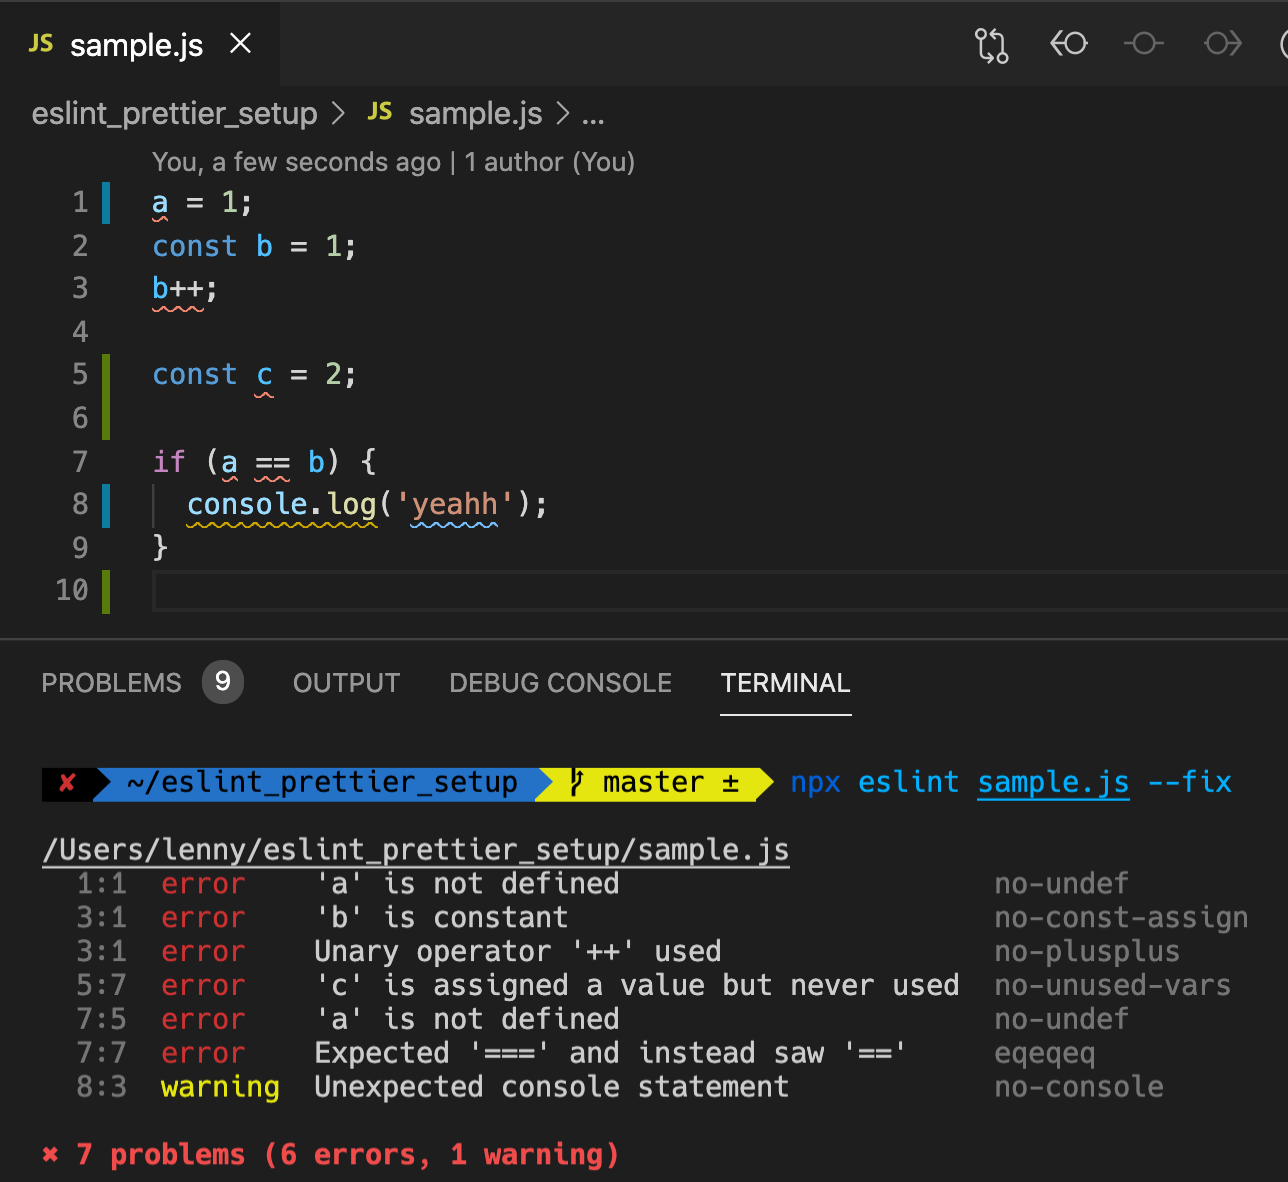 JS sample.js
eslint_prettier_setup > JS sample.js > ...
You, a few seconds ago | 1 author (You)
1 a = 1;
2 const b = 1;
3 b++;
4
5 const c = 2;
6
7 if (a == b) {
8 console.log('yeahh');
9 }
10
PROBLEMS 9 OUTPUT DEBUG CONSOLE TERMINAL
✘ ~/eslint_prettier_setup master ± npx eslint sample.js --fix
/Users/lenny/eslint_prettier_setup/sample.js
1:1 error 'a' is not defined no-undef
3:1 error 'b' is constant no-const-assign
3:1 error Unary operator '++' used no-plusplus
5:7 error 'c' is assigned a value but never used no-unused-vars
7:5 error 'a' is not defined no-undef
7:7 error Expected '===' and instead saw '==' eqeqeq
8:3 warning Unexpected console statement no-console
✖ 7 problems (6 errors, 1 warning)